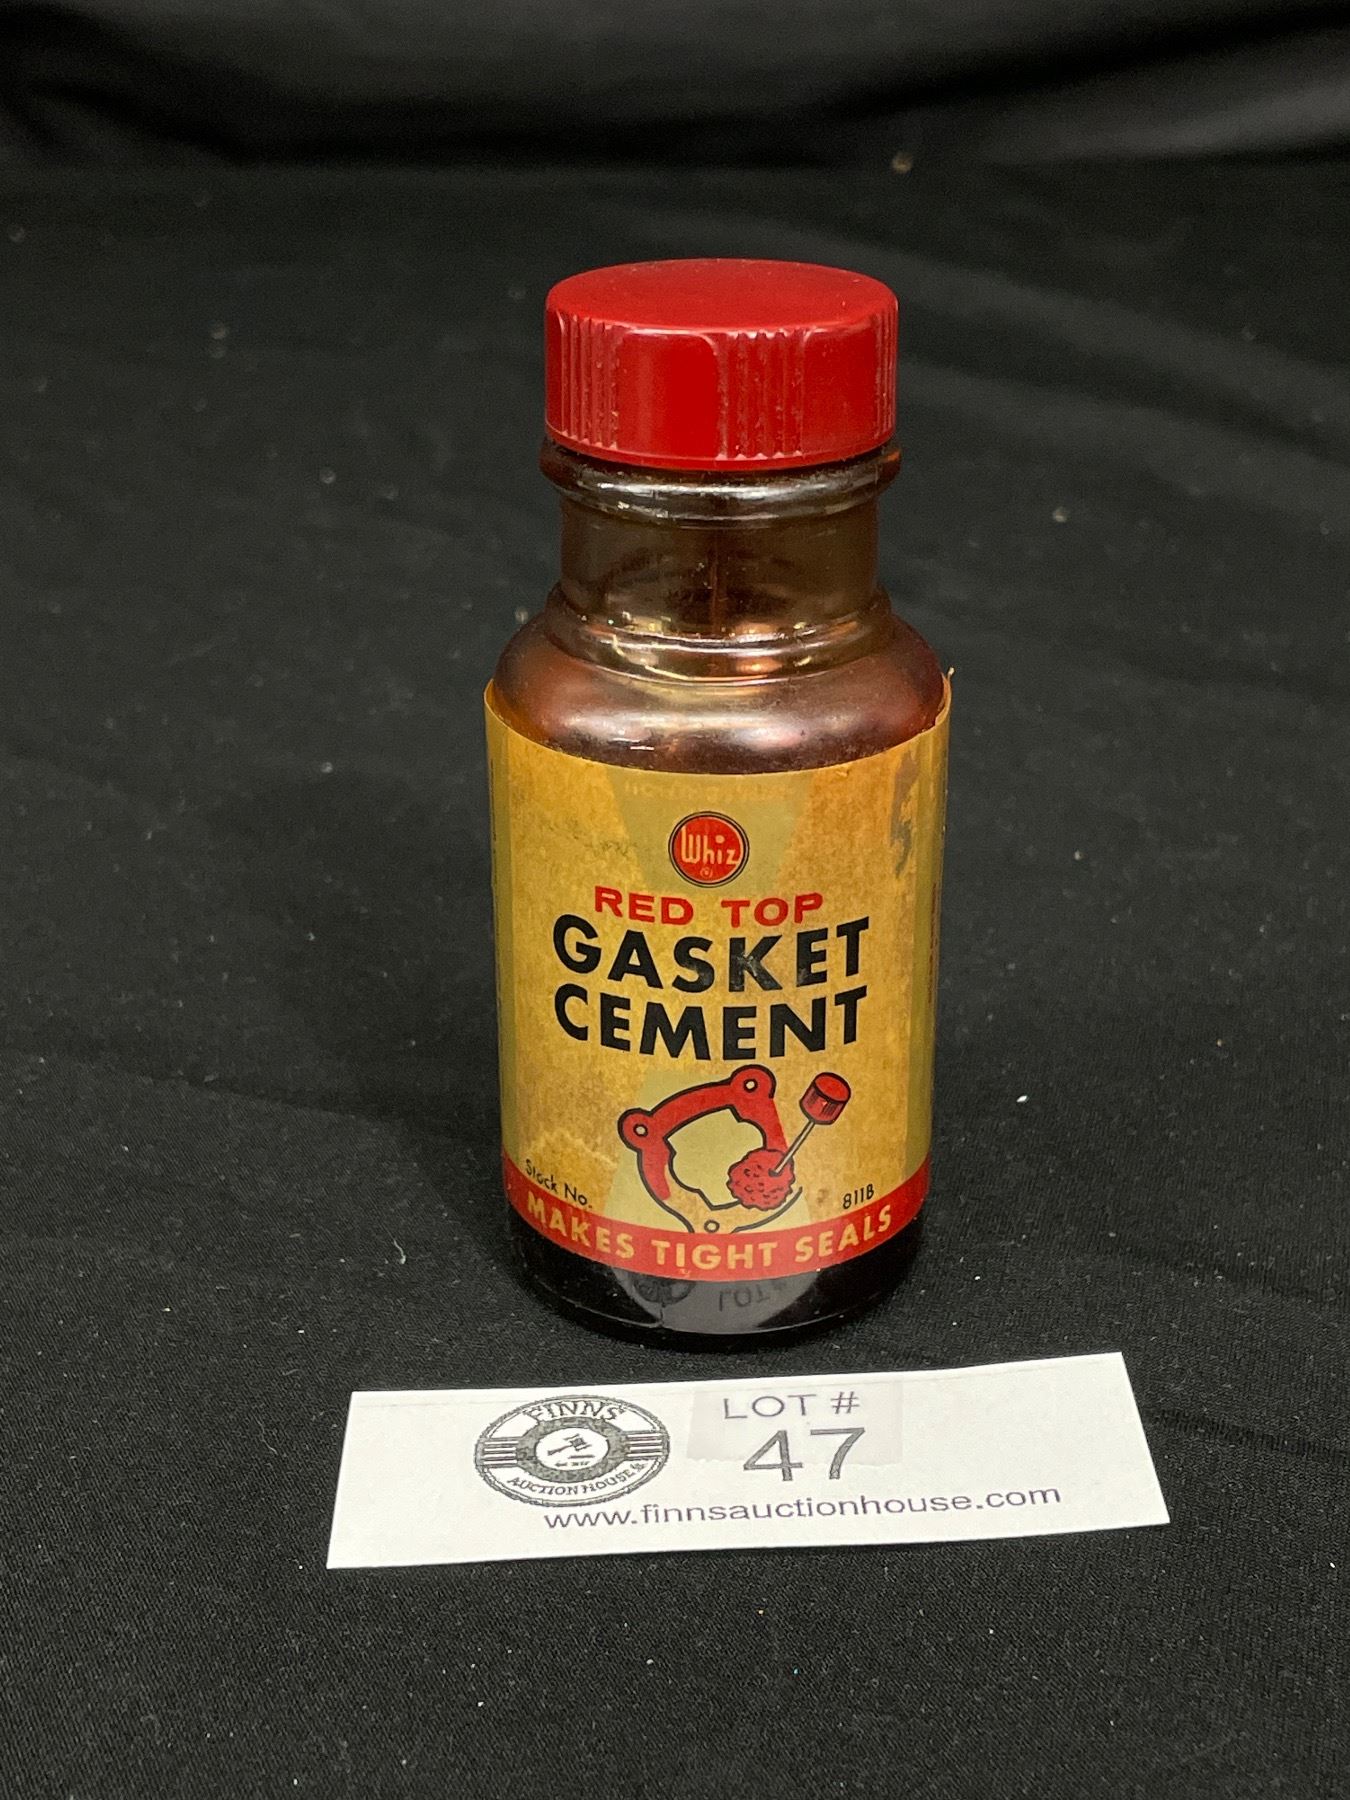 Whiz
®
RED TOP
GASKET
CEMENT
Stock No. 811B
MAKES TIGHT SEALS
FINNS
AUCTION HOUSE
LOT #
47
www.finnsauctionhouse.com